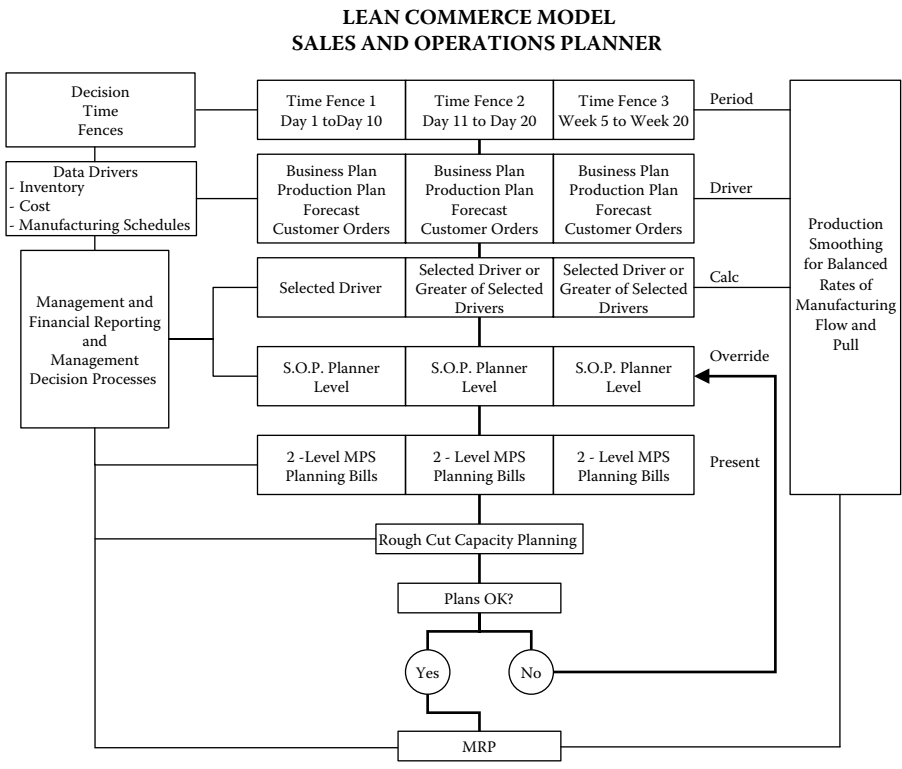 LEAN COMMERCE MODEL
SALES AND OPERATIONS PLANNER
Decision
Time
Fences
Time Fence 1
Day 1 toDay 10
Time Fence 2
Day 11 to Day 20
Time Fence 3
Week 5 to Week 20
Period
Data Drivers
- Inventory
- Cost
- Manufacturing Schedules
Business Plan
Production Plan
Forecast
Customer Orders
Business Plan
Production Plan
Forecast
Customer Orders
Business Plan
Production Plan
Forecast
Customer Orders
Driver
Production
Smoothing
for Balanced
Rates of
Manufacturing
Flow and
Pull
Management and
Financial Reporting
and
Management
Decision Processes
Selected Driver
Selected Driver or
Greater of Selected
Drivers
Selected Driver or
Greater of Selected
Drivers
Calc
S.O.P. Planner
Level
S.O.P. Planner
Level
S.O.P. Planner
Level
Override
2 -Level MPS
Planning Bills
2 - Level MPS
Planning Bills
2 - Level MPS
Planning Bills
Present
Rough Cut Capacity Planning
Plans OK?
Yes
No
MRP